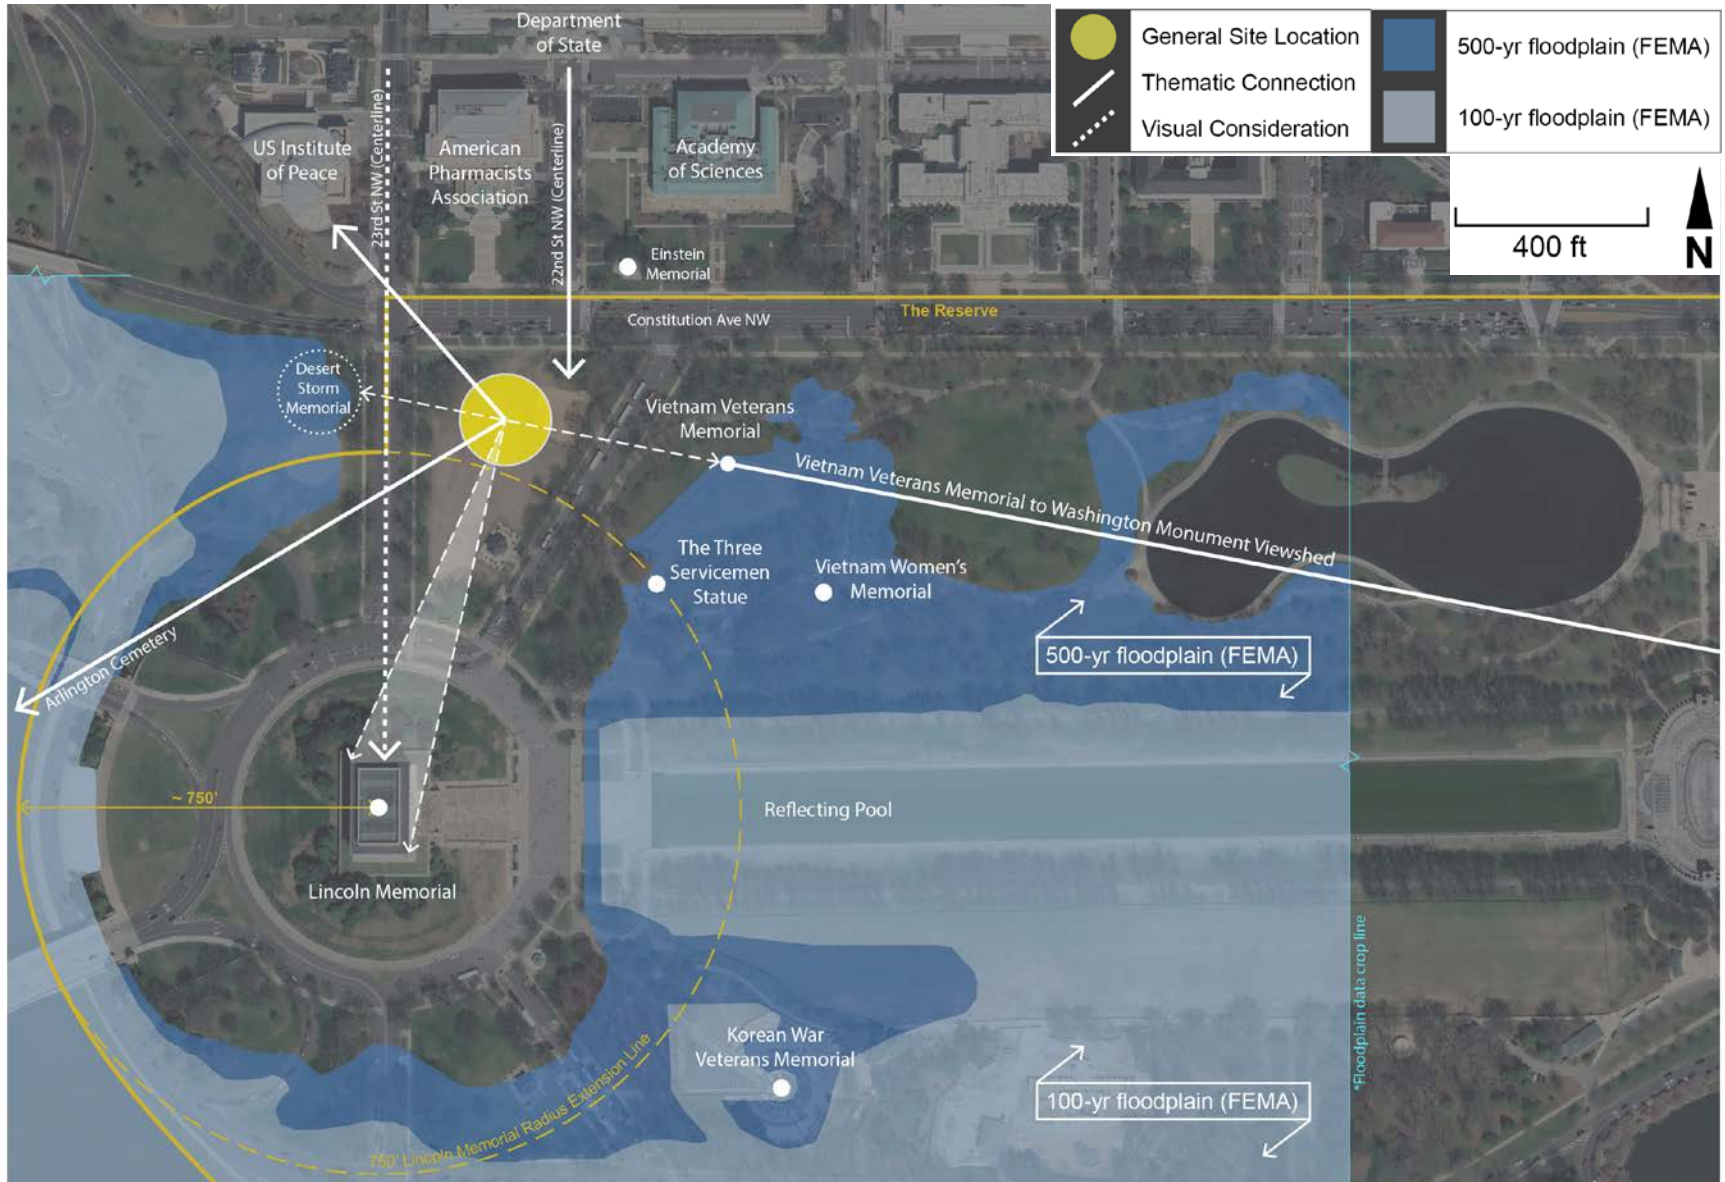 Department
of State
General Site Location
Thematic Connection
Visual Consideration
500-yr floodplain (FEMA)
100-yr floodplain (FEMA)
400 ft
N
US Institute
of Peace
23rd St NW (Centerline)
American
Pharmacists
Association
22nd St NW (Centerline)
Academy
of Sciences
Einstein
Memorial
The Reserve
Constitution Ave NW
Desert
Storm
Memorial
Vietnam Veterans
Memorial
Vietnam Veterans Memorial to Washington Monument Viewshed
The Three
Servicemen
Statue
Vietnam Women's
Memorial
Arlington Cemetery
500-yr floodplain (FEMA)
~ 750'
Reflecting Pool
Lincoln Memorial
*Floodplain data crop line
Korean War
Veterans Memorial
100-yr floodplain (FEMA)
750' Lincoln Memorial Radius Extension Line